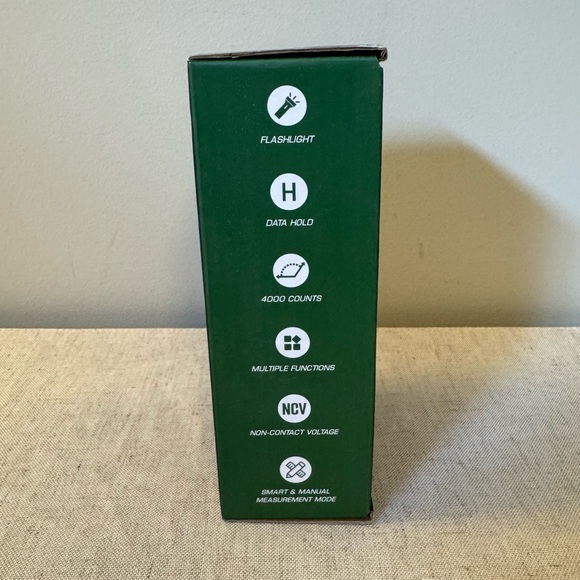 FLASHLIGHT
H
DATA HOLD
4000 COUNTS
MULTIPLE FUNCTIONS
NCV
NON-CONTACT VOLTAGE
SMART & MANUAL
MEASUREMENT MODE